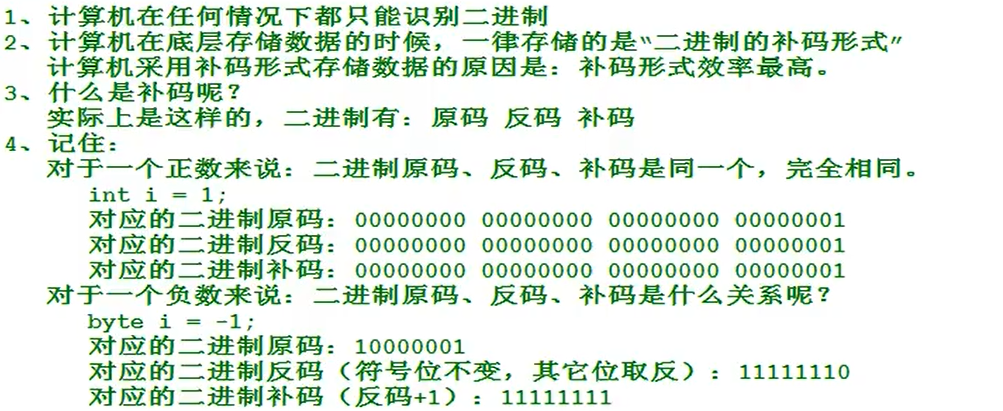 1、计算机在任何情况下都只能识别二进制
2、计算机在底层存储数据的时候，一律存储的是“二进制的补码形式”
计算机采用补码形式存储数据的原因是：补码形式效率最高。
3、什么是补码呢？
实际上是这样的，二进制有：原码 反码 补码
4、记住：
对于一个正数来说：二进制原码、反码、补码是同一个，完全相同。
int i = 1;
对应的二进制原码：00000000 00000000 00000000 00000001
对应的二进制反码：00000000 00000000 00000000 00000001
对应的二进制补码：00000000 00000000 00000000 00000001
对于一个负数来说：二进制原码、反码、补码是什么关系呢？
byte i = -1;
对应的二进制原码：10000001
对应的二进制反码（符号位不变，其它位取反）：11111110
对应的二进制补码（反码+1）：11111111